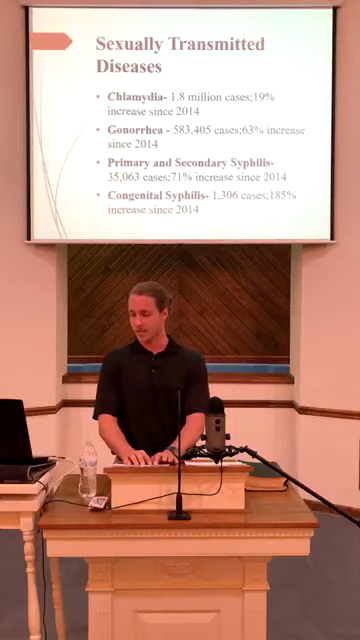 Sexually Transmitted
Diseases
• Chlamydia- 1.8 million cases;19%
increase since 2014
• Gonorrhea - 583,405 cases;63% increase
since 2014
• Primary and Secondary Syphilis-
35,063 cases;71% increase since 2014
• Congenital Syphilis- 1,306 cases;185%
increase since 2014